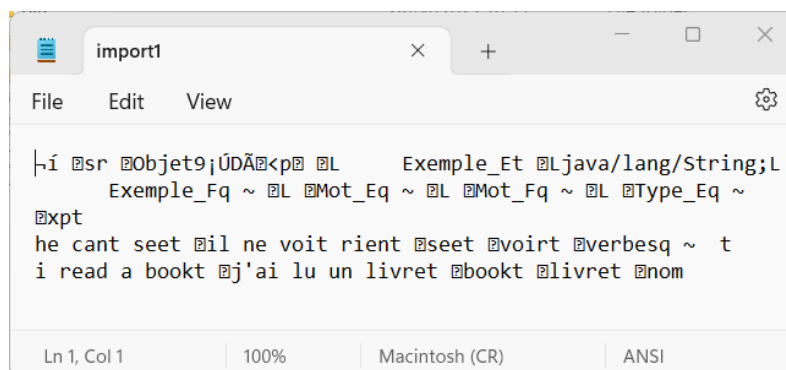 import1
File Edit View
¬í ⍰sr ⍰Objet9¡ÚDÃ⍰<p⍰ ⍰L Exemple_Et ⍰Ljava/lang/String;L
Exemple_Fq ~ ⍰L ⍰Mot_Eq ~ ⍰L ⍰Mot_Fq ~ ⍰L ⍰Type_Eq ~
⍰xpt
he cant seet ⍰il ne voit rient ⍰seet ⍰voirt ⍰verbesq ~ t
i read a bookt ⍰j'ai lu un livret ⍰bookt ⍰livret ⍰nom
Ln 1, Col 1 100% Macintosh (CR) ANSI